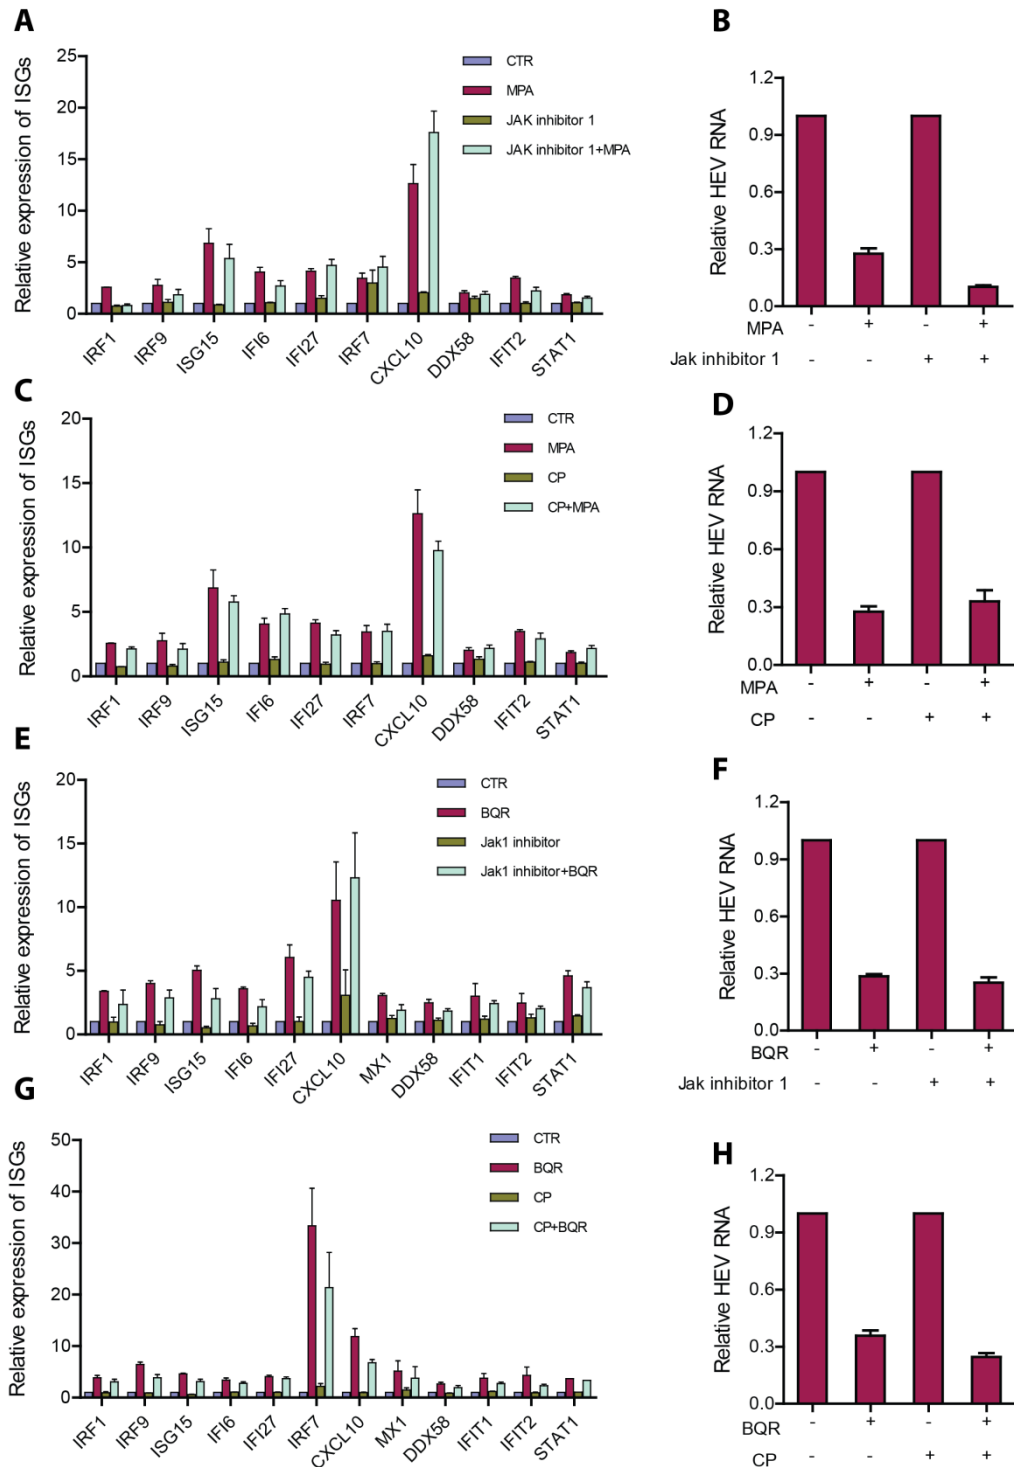 A
Relative expression of ISGs
25
20
15
10
5
0
CTR
MPA
JAK inhibitor 1
JAK inhibitor 1+MPA
IRF1 IRF9 ISG15 IFI6 IFI27 IRF7 CXCL10 DDX58 IFIT2 STAT1
B
Relative HEV RNA
1.2
0.9
0.6
0.3
0.0
MPA - + - +
Jak inhibitor 1 - - + +
C
Relative expression of ISGs
20
15
10
5
0
CTR
MPA
CP
CP+MPA
IRF1 IRF9 ISG15 IFI6 IFI27 IRF7 CXCL10 DDX58 IFIT2 STAT1
D
Relative HEV RNA
1.2
0.9
0.6
0.3
0.0
MPA - + - +
CP - - + +
E
Relative expression of ISGs
20
15
10
5
0
CTR
BQR
Jak1 inhibitor
Jak1 inhibitor+BQR
IRF1 IRF9 ISG15 IFI6 IFI27 CXCL10 MX1 DDX58 IFIT1 IFIT2 STAT1
F
Relative HEV RNA
1.2
0.9
0.6
0.3
0.0
BQR - + - +
Jak inhibitor 1 - - + +
G
Relative expression of ISGs
50
40
30
20
10
0
CTR
BQR
CP
CP+BQR
IRF1 IRF9 ISG15 IFI6 IFI27 IRF7 CXCL10 MX1 DDX58 IFIT1 IFIT2 STAT1
H
Relative HEV RNA
1.2
0.9
0.6
0.3
0.0
BQR - + - +
CP - - + +